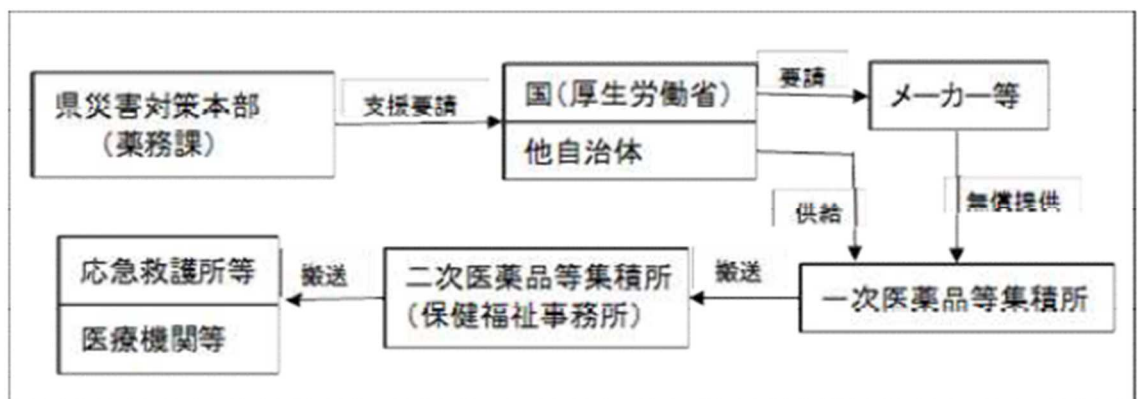 県災害対策本部
（薬務課）
支援要請
国（厚生労働省）
他自治体
要請
メーカー等
供給
無償提供
一次医薬品等集積所
搬送
二次医薬品等集積所
（保健福祉事務所）
搬送
応急救護所等
医療機関等